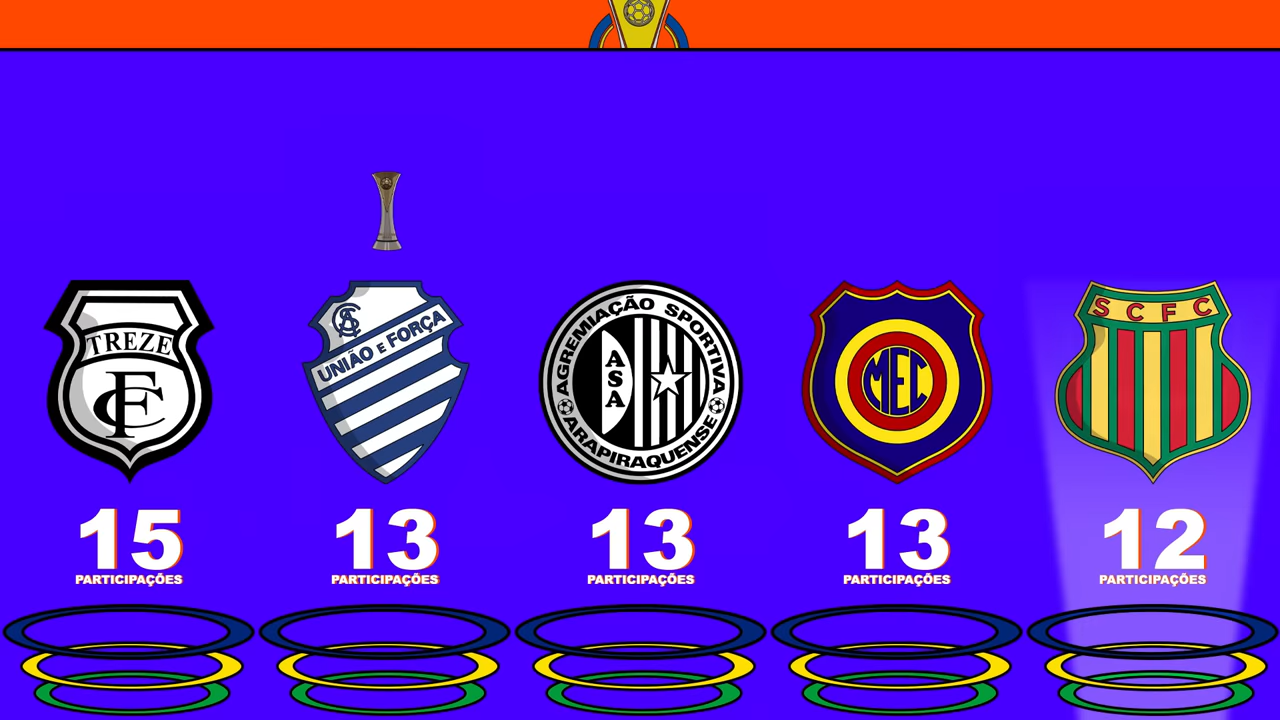 TREZE
FC
CSA
UNIÃO E FORÇA
AGREMIAÇÃO SPORTIVA
ASA
ARAPIRAQUENSE
MEC
SCFC
15
PARTICIPAÇÕES
13
PARTICIPAÇÕES
13
PARTICIPAÇÕES
13
PARTICIPAÇÕES
12
PARTICIPAÇÕES